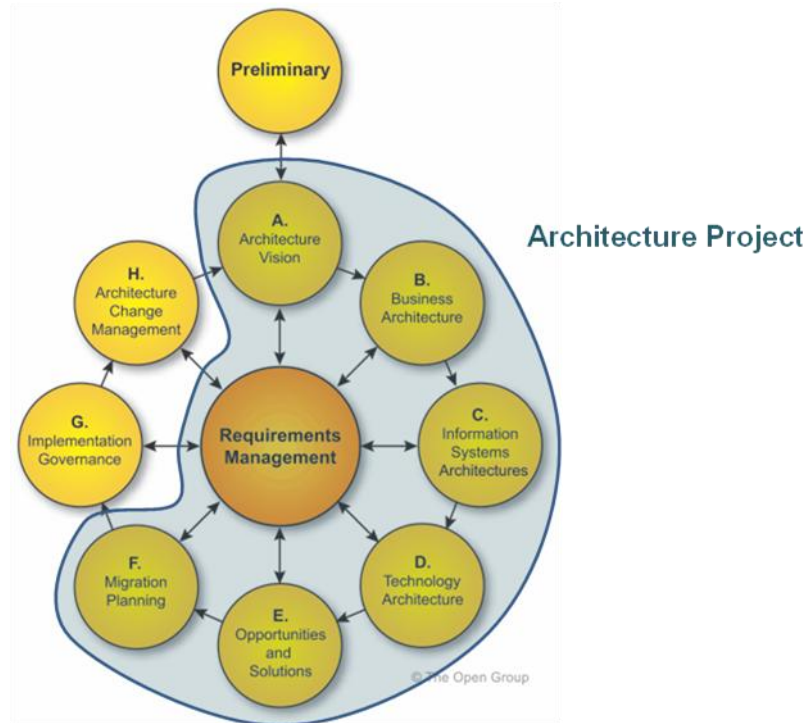 Preliminary
A.
Architecture
Vision
Architecture Project
B.
Business
Architecture
H.
Architecture
Change
Management
C.
Information
Systems
Architectures
Requirements
Management
G.
Implementation
Governance
D.
Technology
Architecture
F.
Migration
Planning
E.
Opportunities
and
Solutions
© The Open Group